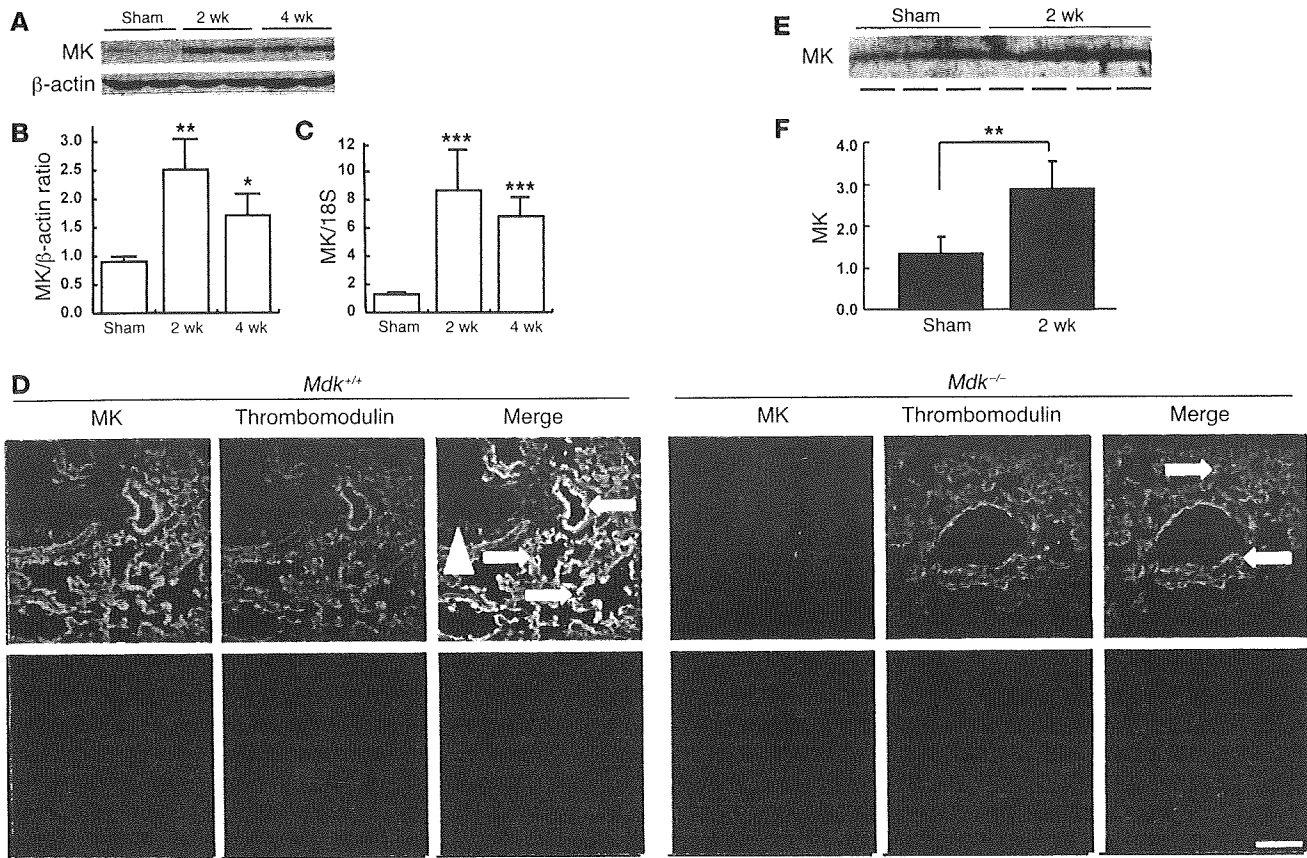 A
Sham 2 wk 4 wk
MK
β-actin
B
MK/β-actin ratio
3.0
2.5
2.0
1.5
1.0
0.5
0.0
**
*
Sham 2 wk 4 wk
C
MK/18S
12
10
8
6
4
2
0
***
***
Sham 2 wk 4 wk
E
Sham 2 wk
MK
F
MK
4.0
3.0
2.0
1.0
0.0
**
Sham 2 wk
D
Mdk+/+
MK Thrombomodulin Merge
Mdk−/−
MK Thrombomodulin Merge